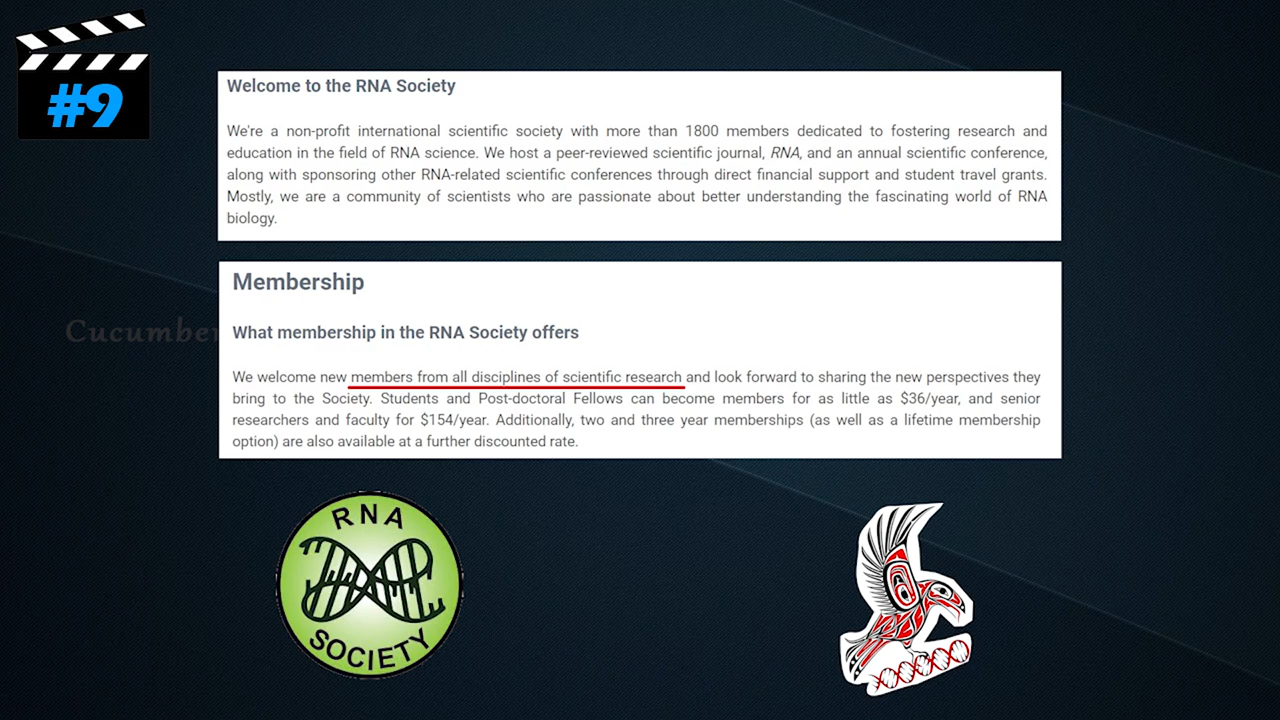 #9
Welcome to the RNA Society
We're a non-profit international scientific society with more than 1800 members dedicated to fostering research and
education in the field of RNA science. We host a peer-reviewed scientific journal, RNA, and an annual scientific conference,
along with sponsoring other RNA-related scientific conferences through direct financial support and student travel grants.
Mostly, we are a community of scientists who are passionate about better understanding the fascinating world of RNA
biology.
Membership
Cucumber
What membership in the RNA Society offers
We welcome new members from all disciplines of scientific research and look forward to sharing the new perspectives they
bring to the Society. Students and Post-doctoral Fellows can become members for as little as $36/year, and senior
researchers and faculty for $154/year. Additionally, two and three year memberships (as well as a lifetime membership
option) are also available at a further discounted rate.
RNA
SOCIETY